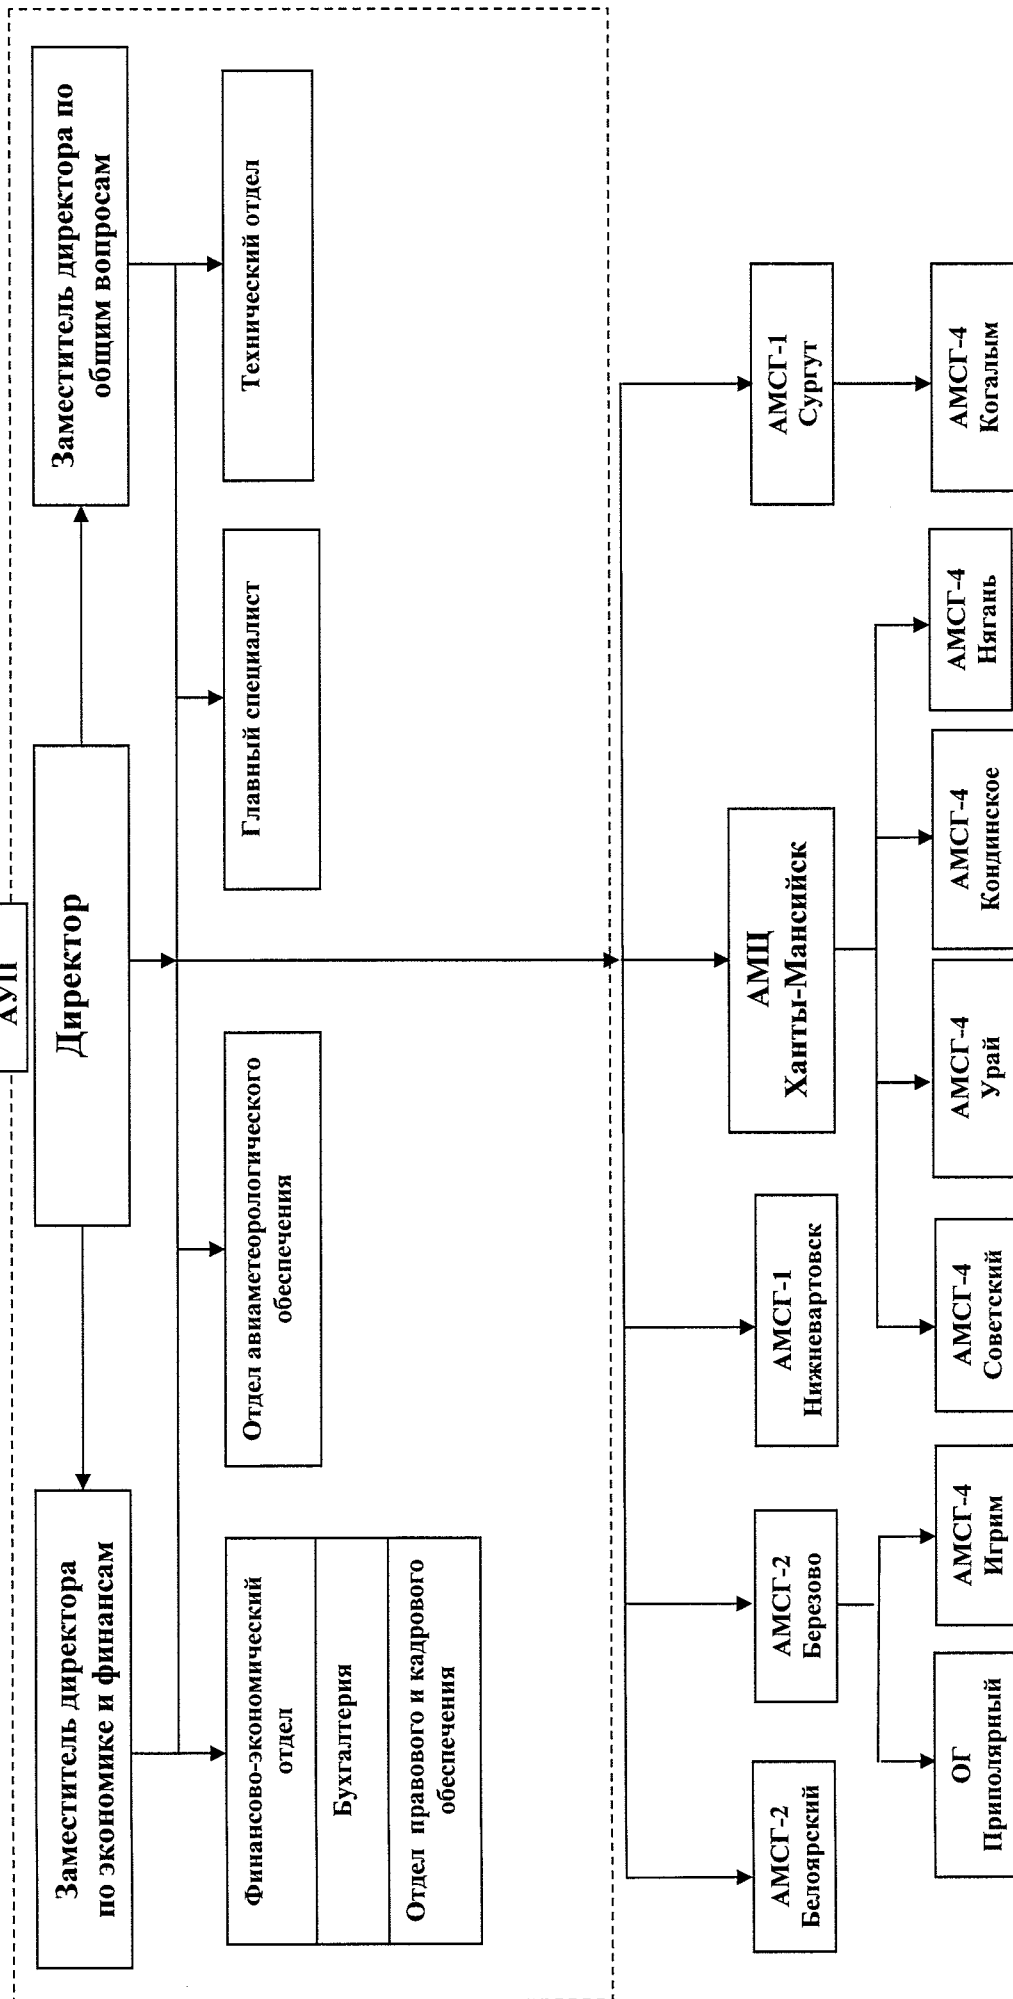 АУП
Директор
Заместитель директора
по экономике и финансам
Заместитель директора по
общим вопросам
Финансово-экономический
отдел
Бухгалтерия
Отдел правового и кадрового
обеспечения
Отдел авиаметеорологического
обеспечения
Главный специалист
Технический отдел
АМСГ-2
Белоярский
АМСГ-2
Березово
АМСГ-1
Нижневартовск
АМЦ
Ханты-Мансийск
АМСГ-1
Сургут
ОГ
Приполярный
АМСГ-4
Игрим
АМСГ-4
Советский
АМСГ-4
Урай
АМСГ-4
Кондинское
АМСГ-4
Нягань
АМСГ-4
Когалым